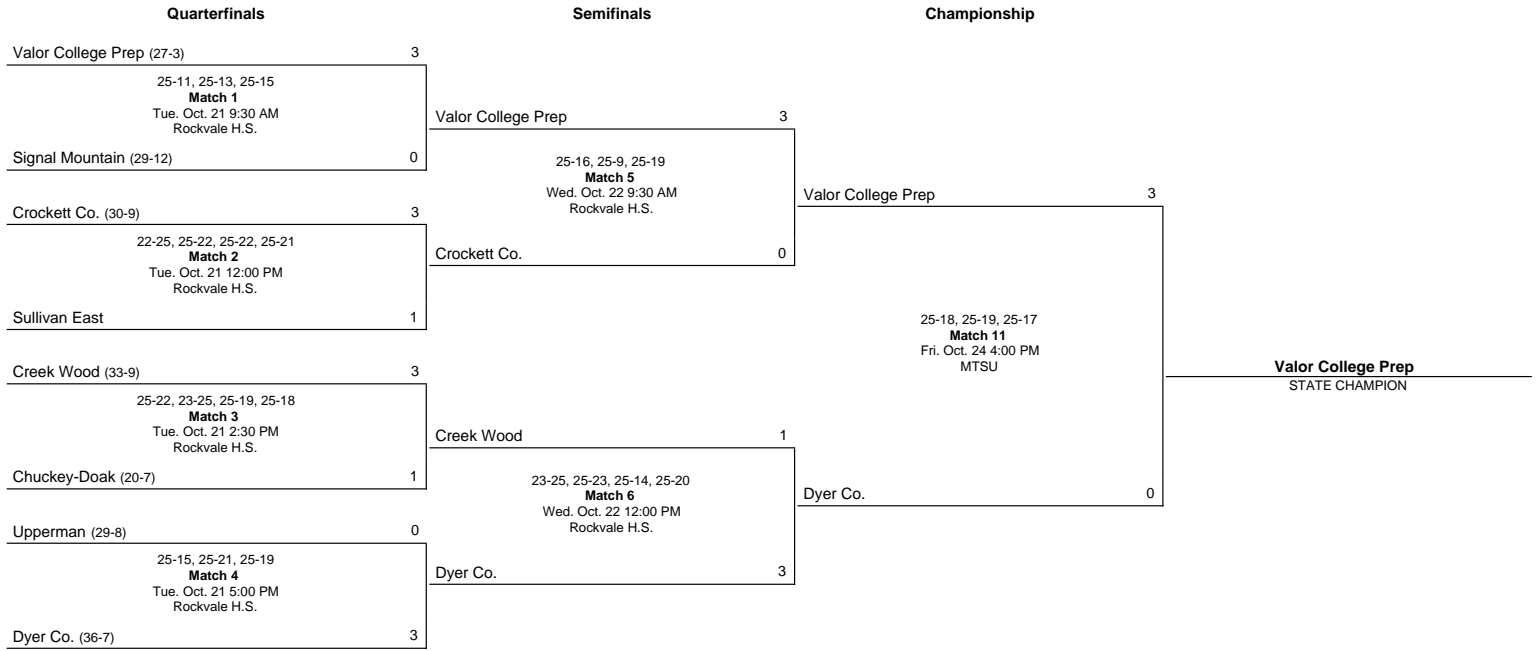 Quarterfinals
Semifinals
Championship
Valor College Prep (27-3) 3
25-11, 25-13, 25-15
Match 1
Tue. Oct. 21 9:30 AM
Rockvale H.S.
Signal Mountain (29-12) 0
Crockett Co. (30-9) 3
22-25, 25-22, 25-22, 25-21
Match 2
Tue. Oct. 21 12:00 PM
Rockvale H.S.
Sullivan East 1
Creek Wood (33-9) 3
25-22, 23-25, 25-19, 25-18
Match 3
Tue. Oct. 21 2:30 PM
Rockvale H.S.
Chuckey-Doak (20-7) 1
Upperman (29-8) 0
25-15, 25-21, 25-19
Match 4
Tue. Oct. 21 5:00 PM
Rockvale H.S.
Dyer Co. (36-7) 3
Valor College Prep 3
25-16, 25-9, 25-19
Match 5
Wed. Oct. 22 9:30 AM
Rockvale H.S.
Crockett Co. 0
Creek Wood 1
23-25, 25-23, 25-14, 25-20
Match 6
Wed. Oct. 22 12:00 PM
Rockvale H.S.
Dyer Co. 3
Valor College Prep 3
25-18, 25-19, 25-17
Match 11
Fri. Oct. 24 4:00 PM
MTSU
Dyer Co. 0
Valor College Prep
STATE CHAMPION